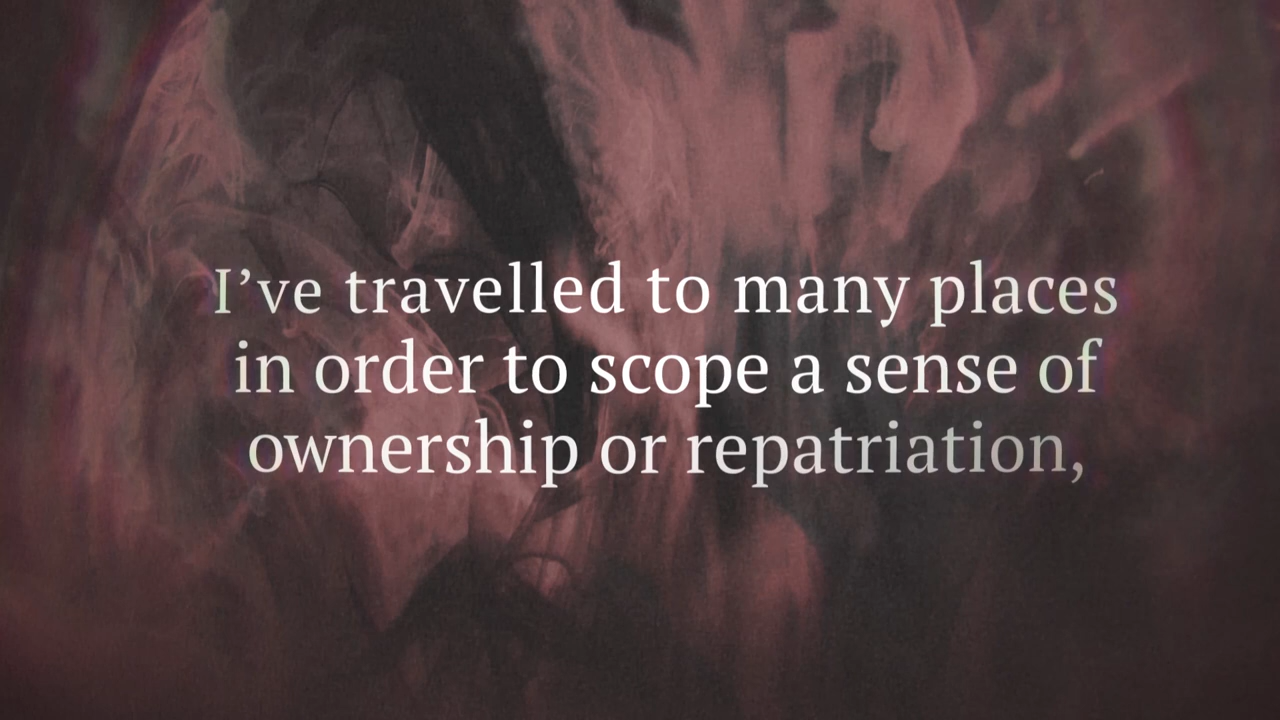 I’ve travelled to many places
in order to scope a sense of
ownership or repatriation,